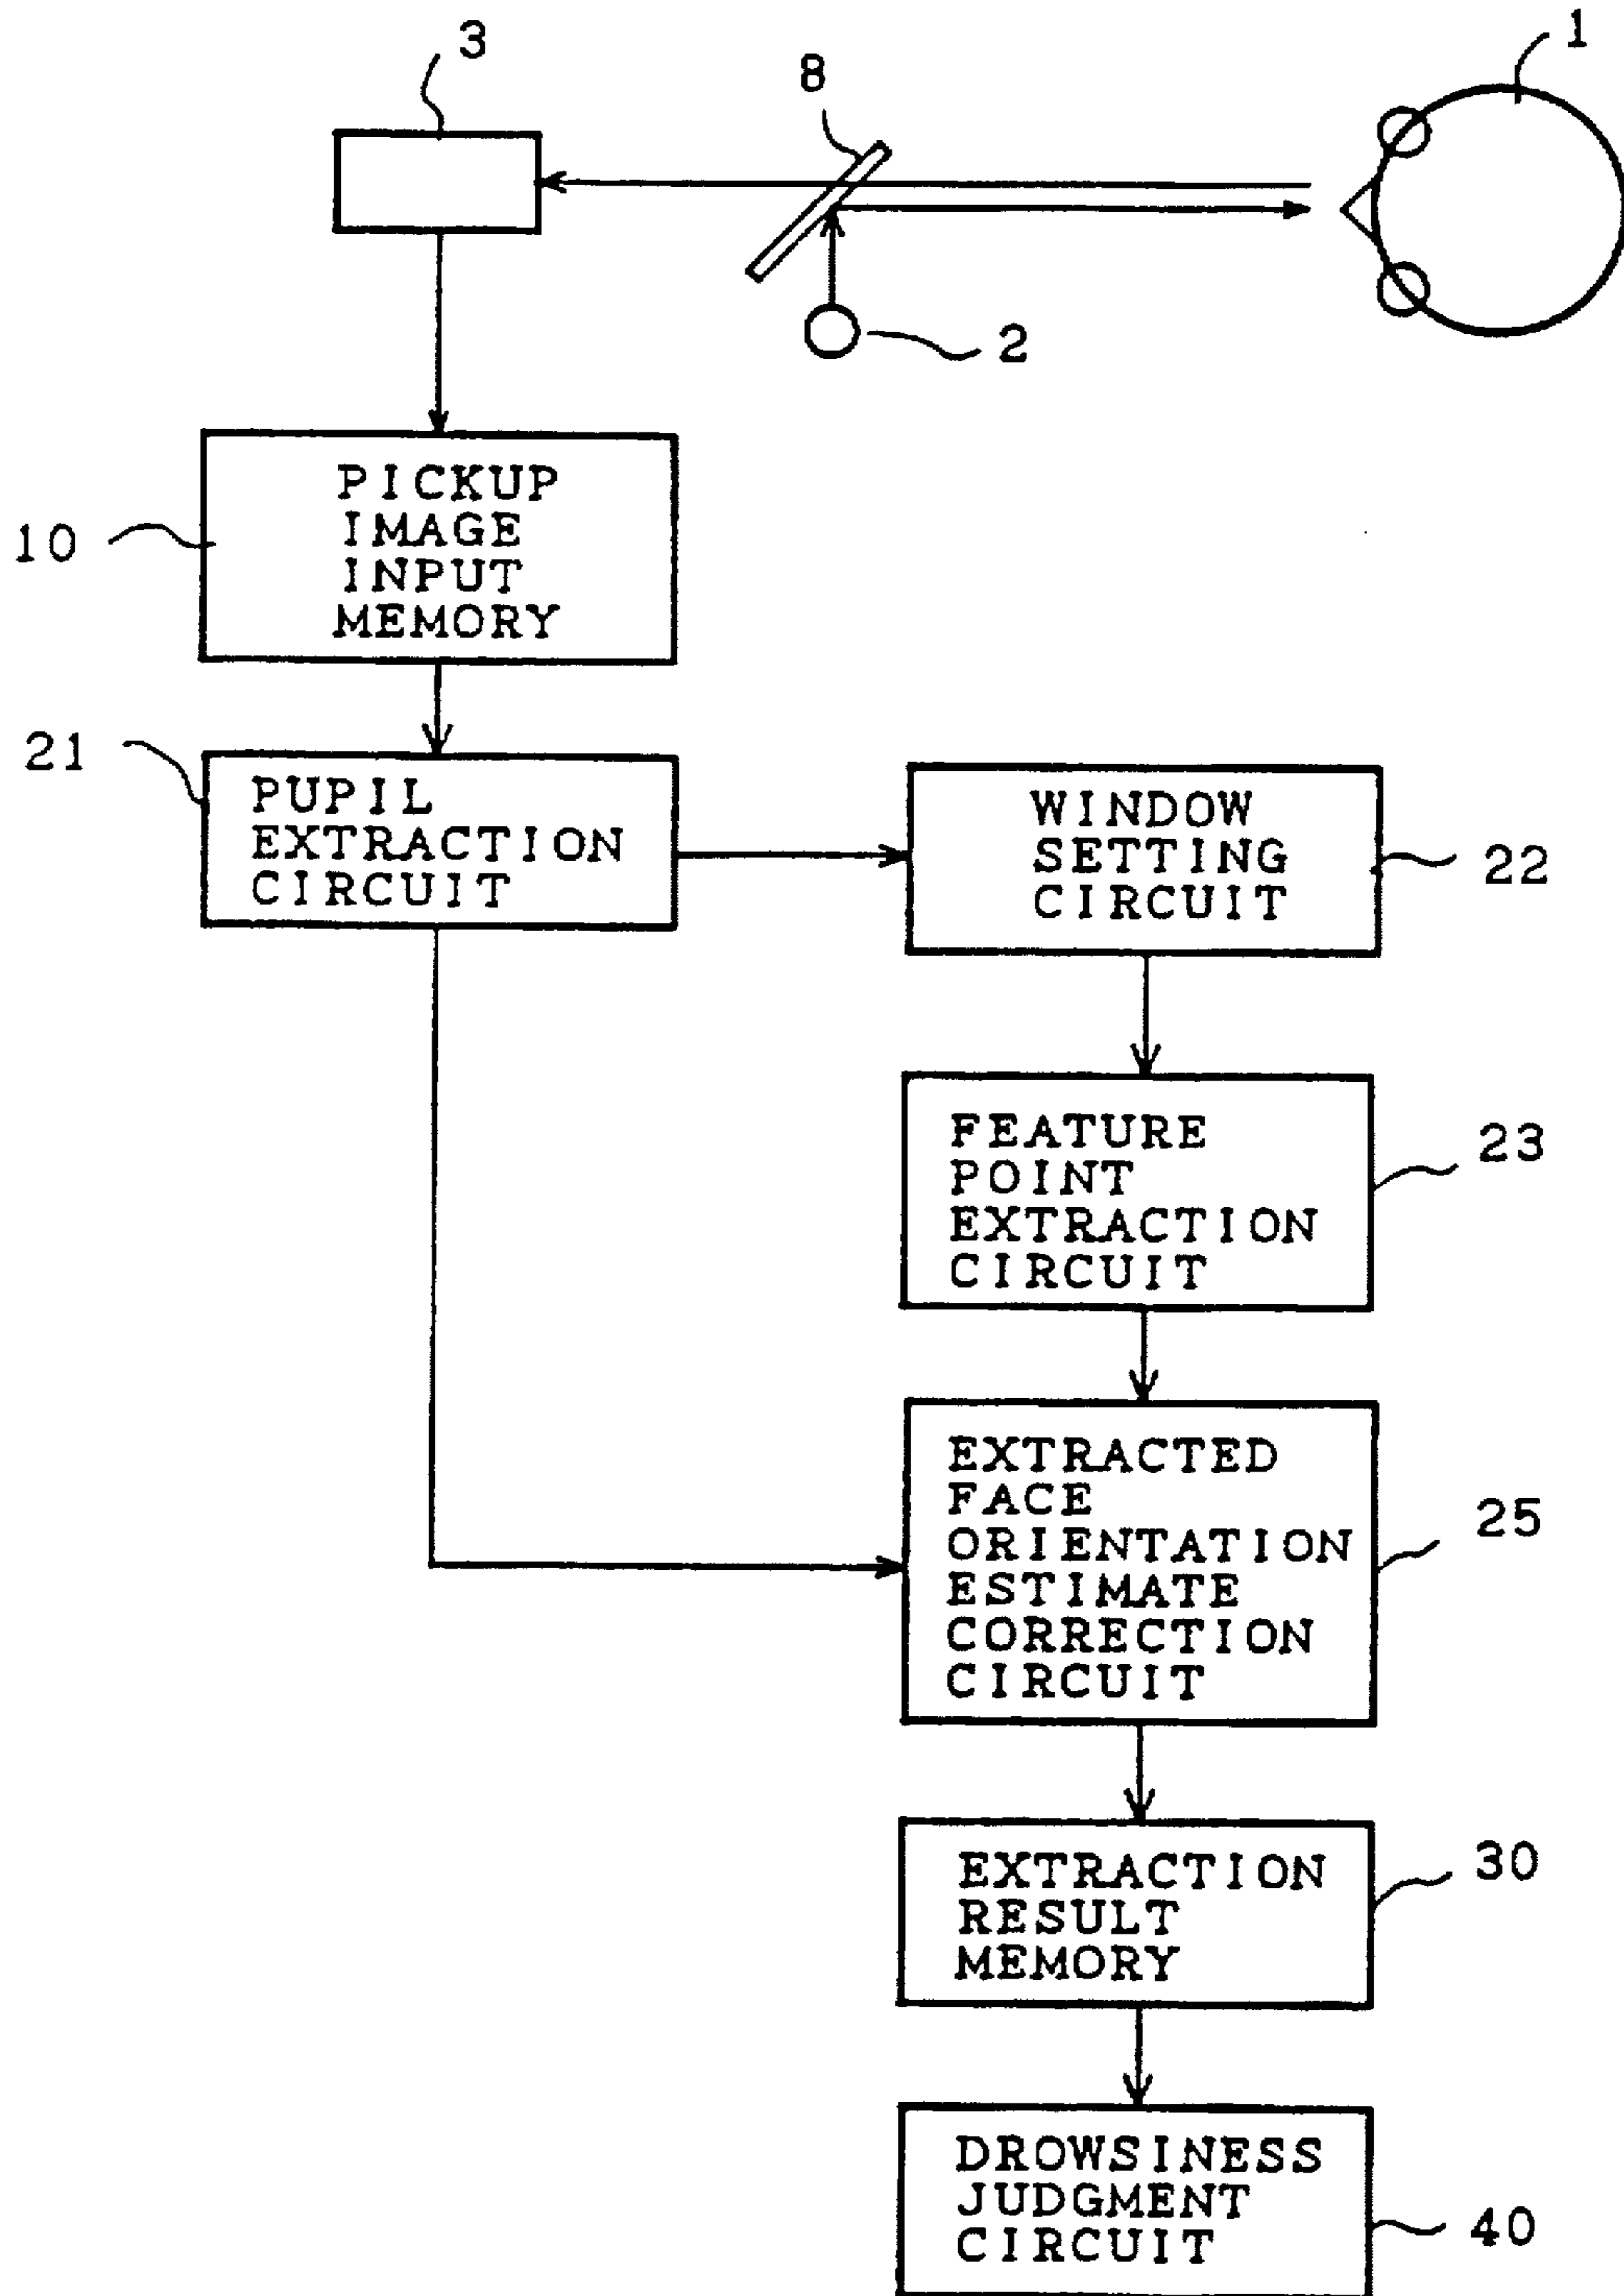 3
8
1
2
PICKUP
IMAGE
INPUT
MEMORY
10
21
PUPIL
EXTRACTION
CIRCUIT
WINDOW
SETTING
CIRCUIT
22
FEATURE
POINT
EXTRACTION
CIRCUIT
23
EXTRACTED
FACE
ORIENTATION
ESTIMATE
CORRECTION
CIRCUIT
25
EXTRACTION
RESULT
MEMORY
30
DROWSINESS
JUDGMENT
CIRCUIT
40